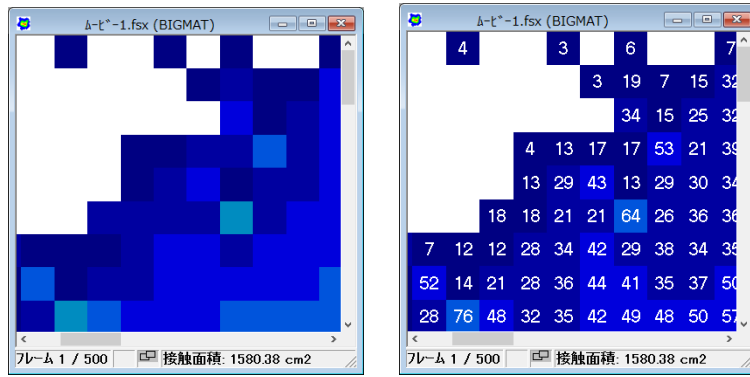 ﾑｰﾋﾞｰ1.fsx (BIGMAT)
フレーム 1 / 500
接触面積: 1580.38 cm2
ﾑｰﾋﾞｰ1.fsx (BIGMAT)
4 3 6 7
3 19 7 15 32
34 15 25 32
4 13 17 17 53 21 39
13 29 43 13 29 30 34
18 18 21 21 64 26 36 36
7 12 12 28 34 42 29 38 34 35
52 14 21 28 36 44 41 35 37 50
28 76 48 32 35 42 49 48 50 57
フレーム 1 / 500
接触面積: 1580.38 cm2